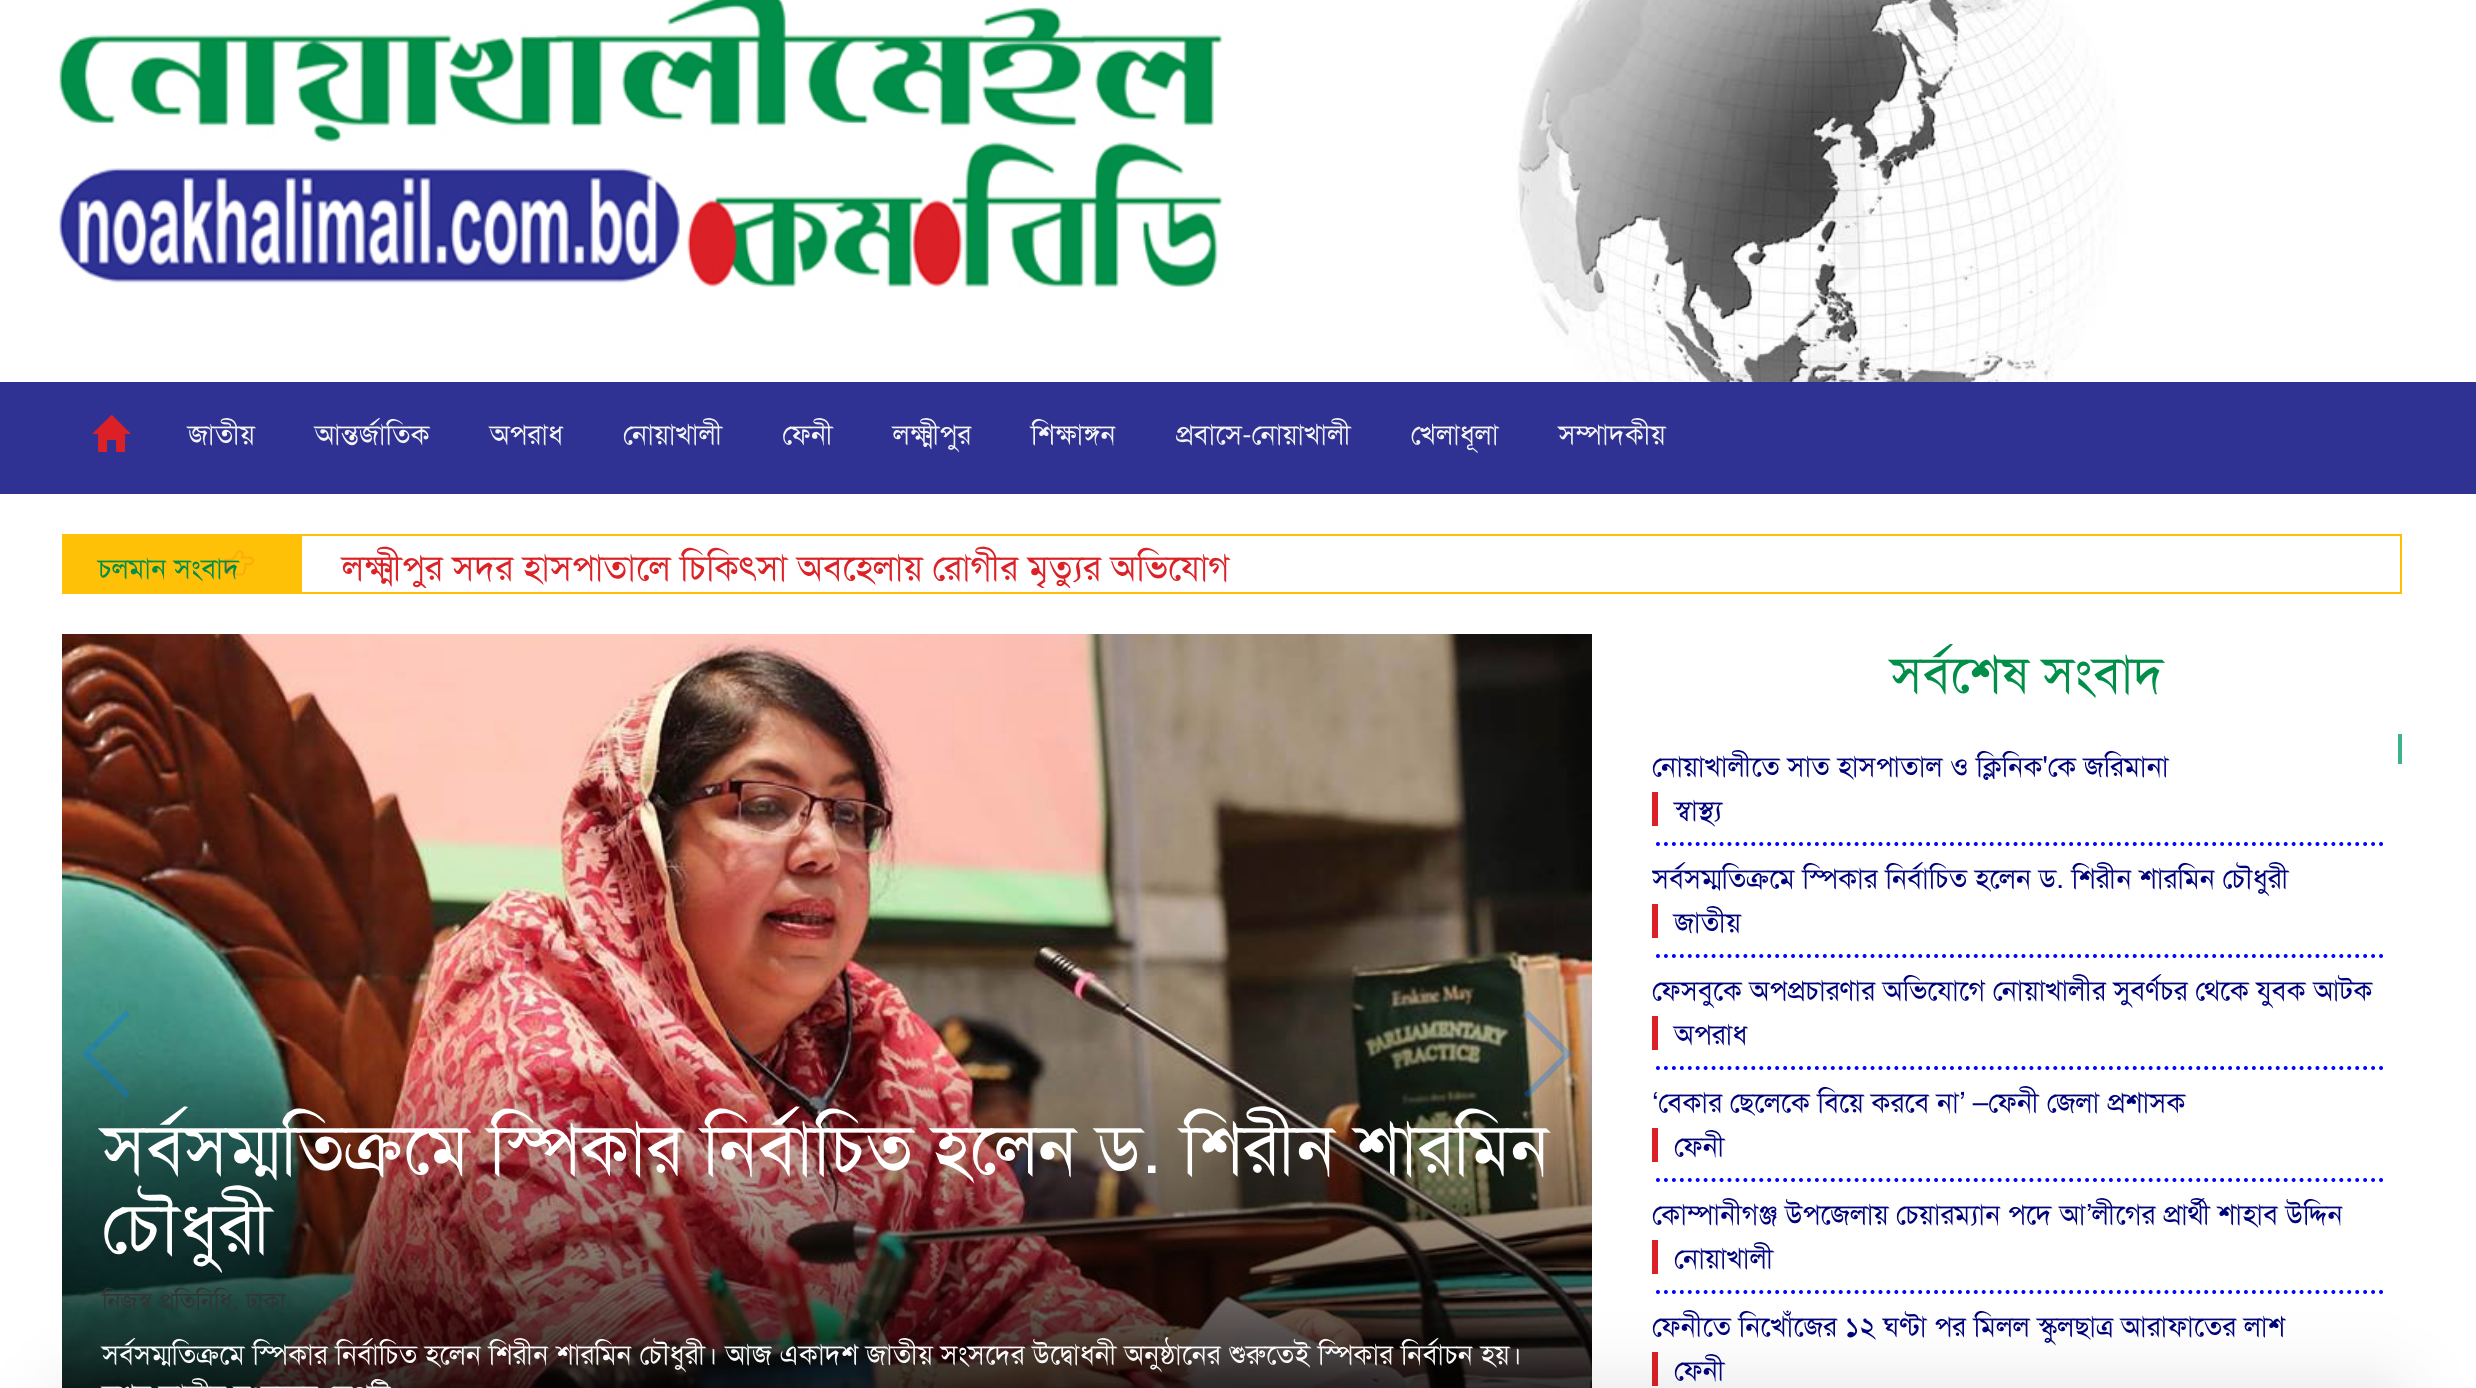 নোয়াখালীমেইল
noakhalimail.com.bd
কম বিডি
জাতীয় আন্তর্জাতিক অপরাধ নোয়াখালী ফেনী লক্ষ্মীপুর শিক্ষাঙ্গন প্রবাসে-নোয়াখালী খেলাধূলা সম্পাদকীয়
চলমান সংবাদ
লক্ষ্মীপুর সদর হাসপাতালে চিকিৎসা অবহেলায় রোগীর মৃত্যুর অভিযোগ
Erskine May
PARLIAMENTARY
PRACTICE
সর্বসম্মতিক্রমে স্পিকার নির্বাচিত হলেন ড. শিরীন শারমিন
চৌধুরী
নিজস্ব প্রতিনিধি, ঢাকা
সর্বসম্মতিক্রমে স্পিকার নির্বাচিত হলেন শিরীন শারমিন চৌধুরী। আজ একাদশ জাতীয় সংসদের উদ্বোধনী অনুষ্ঠানের শুরুতেই স্পিকার নির্বাচন হয়।
সর্বশেষ সংবাদ
নোয়াখালীতে সাত হাসপাতাল ও ক্লিনিক'কে জরিমানা
স্বাস্থ্য
সর্বসম্মতিক্রমে স্পিকার নির্বাচিত হলেন ড. শিরীন শারমিন চৌধুরী
জাতীয়
ফেসবুকে অপপ্রচারণার অভিযোগে নোয়াখালীর সুবর্ণচর থেকে যুবক আটক
অপরাধ
‘বেকার ছেলেকে বিয়ে করবে না’ –ফেনী জেলা প্রশাসক
ফেনী
কোম্পানীগঞ্জ উপজেলায় চেয়ারম্যান পদে আ’লীগের প্রার্থী শাহাব উদ্দিন
নোয়াখালী
ফেনীতে নিখোঁজের ১২ ঘণ্টা পর মিলল স্কুলছাত্র আরাফাতের লাশ
ফেনী